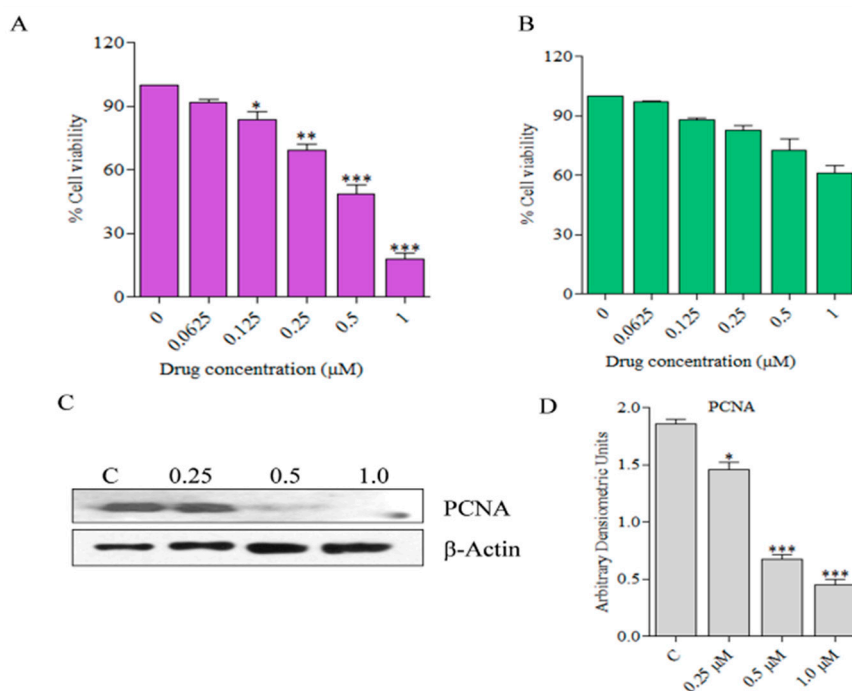 A
120
90
60
30
0
% Cell viability
*
**
***
***
0
0.0625
0.125
0.25
0.5
1
Drug concentration (µM)
B
120
90
60
30
0
% Cell viability
0
0.0625
0.125
0.25
0.5
1
Drug concentration (µM)
C
C 0.25 0.5 1.0
PCNA
β-Actin
D
PCNA
2.0
1.5
1.0
0.5
0.0
Arbitrary Densiometric Units
*
***
***
C
0.25 µM
0.5 µM
1.0 µM